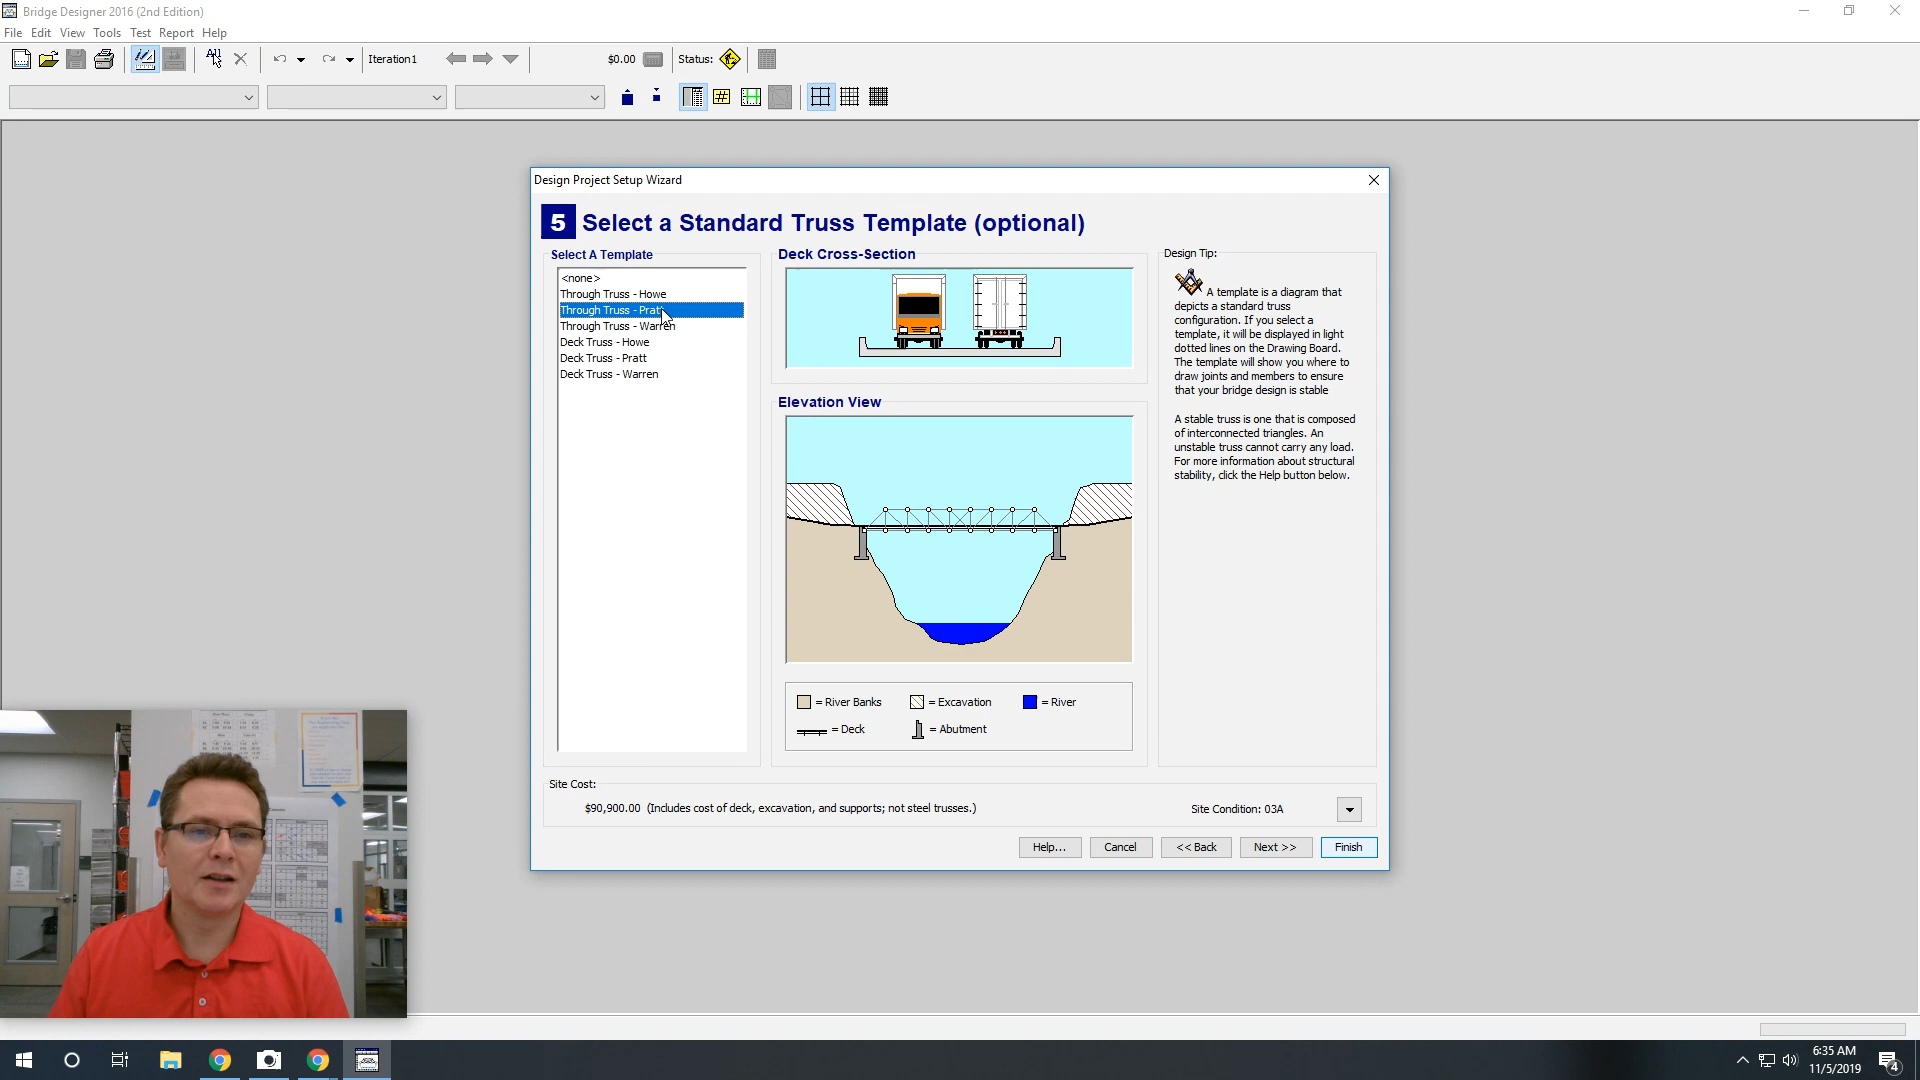 Bridge Designer 2016 (2nd Edition)
File Edit View Tools Test Report Help
Iteration1
$0.00
Status:
Design Project Setup Wizard
5 Select a Standard Truss Template (optional)
Select A Template
<none>
Through Truss - Howe
Through Truss - Pratt
Through Truss - Warren
Deck Truss - Howe
Deck Truss - Pratt
Deck Truss - Warren
Deck Cross-Section
Elevation View
= River Banks
= Excavation
= River
= Deck
= Abutment
Design Tip:
A template is a diagram that
depicts a standard truss
configuration. If you select a
template, it will be displayed in light
dotted lines on the Drawing Board.
The template will show you where to
draw joints and members to ensure
that your bridge design is stable
A stable truss is one that is composed
of interconnected triangles. An
unstable truss cannot carry any load.
For more information about structural
stability, click the Help button below.
Site Cost:
$90,900.00 (Includes cost of deck, excavation, and supports; not steel trusses.)
Site Condition: 03A
Help...
Cancel
<< Back
Next >>
Finish
6:35 AM
11/5/2019
4